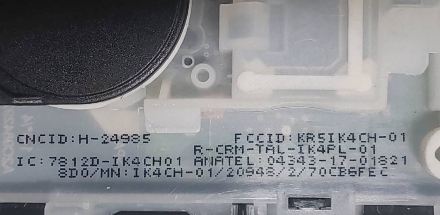 CNCID:H-24985 FCCID:KR5IK4CH-01
R-CRM-TAL-IK4PL-01
IC:7812D-IK4CH01 ANATEL:04343-17-01821
8DO/MN:IK4CH-01/20948/2/70CB6FEC